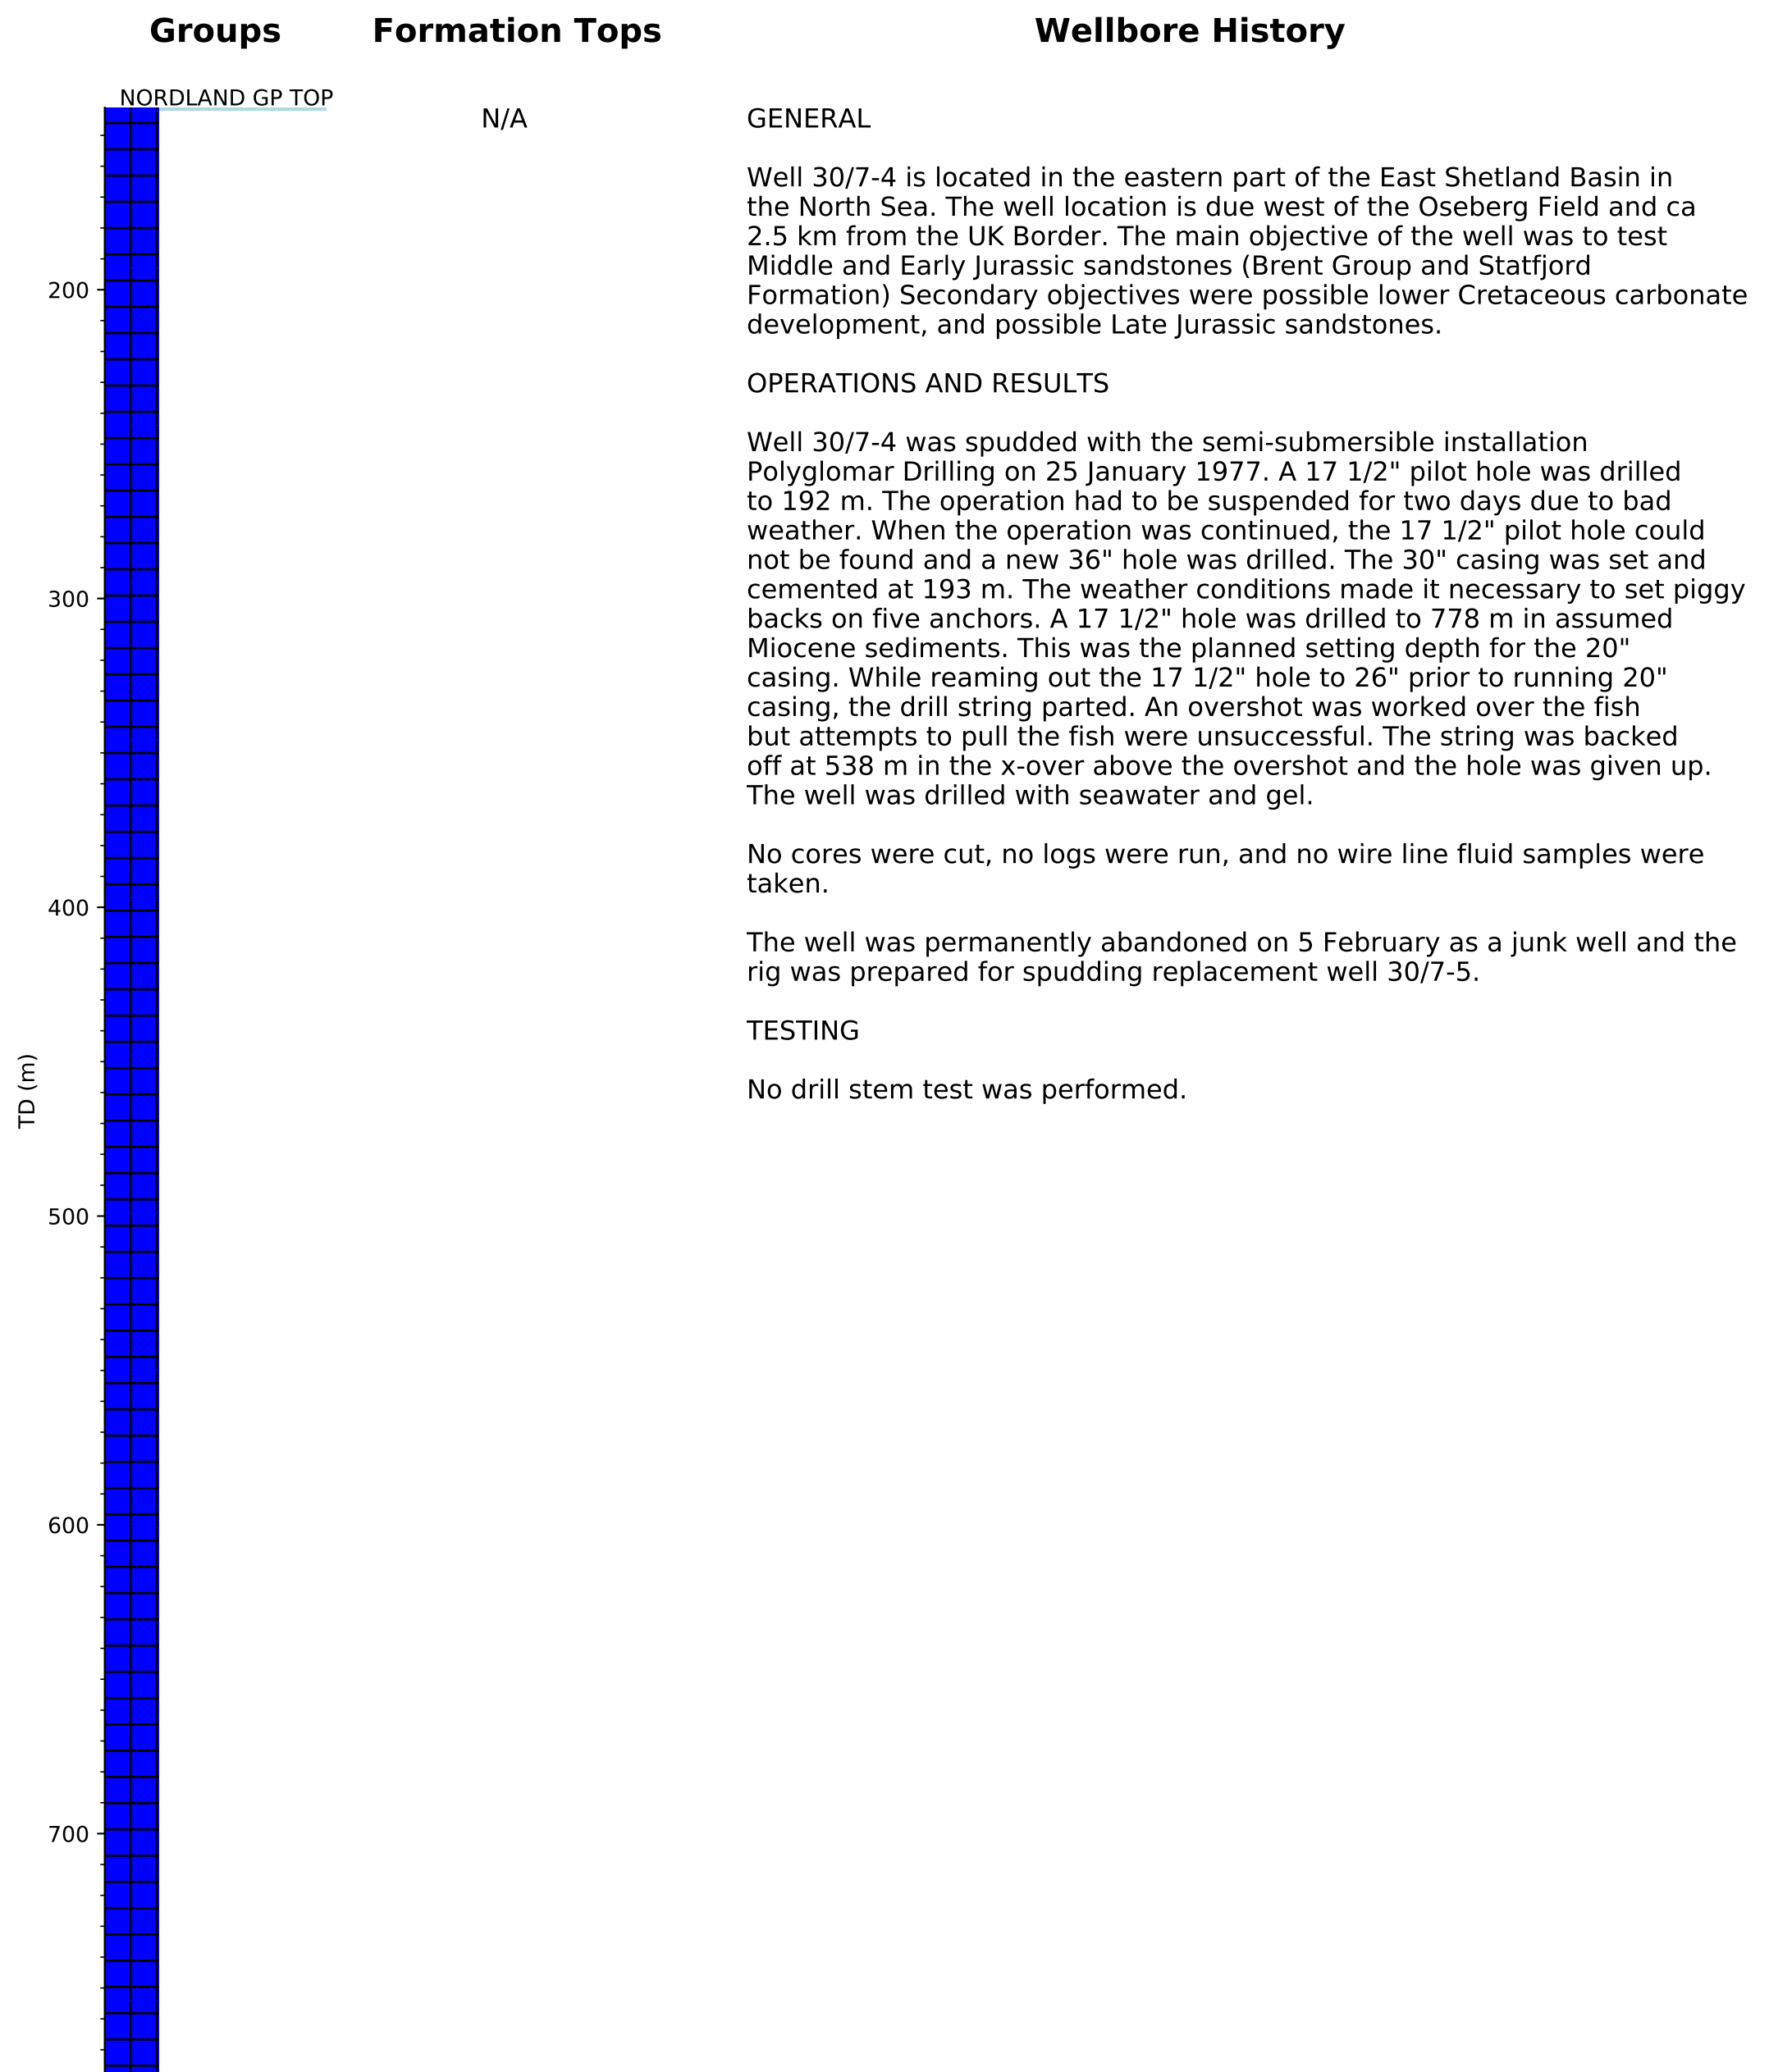 Groups
Formation Tops
Wellbore History
NORDLAND GP TOP
N/A
GENERAL
Well 30/7-4 is located in the eastern part of the East Shetland Basin in
the North Sea. The well location is due west of the Oseberg Field and ca
2.5 km from the UK Border. The main objective of the well was to test
Middle and Early Jurassic sandstones (Brent Group and Statfjord
Formation) Secondary objectives were possible lower Cretaceous carbonate
development, and possible Late Jurassic sandstones.
OPERATIONS AND RESULTS
Well 30/7-4 was spudded with the semi-submersible installation
Polyglomar Drilling on 25 January 1977. A 17 1/2" pilot hole was drilled
to 192 m. The operation had to be suspended for two days due to bad
weather. When the operation was continued, the 17 1/2" pilot hole could
not be found and a new 36" hole was drilled. The 30" casing was set and
cemented at 193 m. The weather conditions made it necessary to set piggy
backs on five anchors. A 17 1/2" hole was drilled to 778 m in assumed
Miocene sediments. This was the planned setting depth for the 20"
casing. While reaming out the 17 1/2" hole to 26" prior to running 20"
casing, the drill string parted. An overshot was worked over the fish
but attempts to pull the fish were unsuccessful. The string was backed
off at 538 m in the x-over above the overshot and the hole was given up.
The well was drilled with seawater and gel.
No cores were cut, no logs were run, and no wire line fluid samples were
taken.
The well was permanently abandoned on 5 February as a junk well and the
rig was prepared for spudding replacement well 30/7-5.
TESTING
No drill stem test was performed.
TD (m)
200
300
400
500
600
700